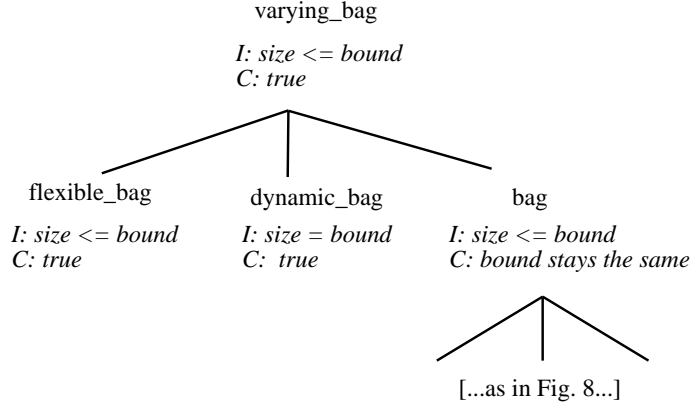 varying_bag
I: size <= bound
C: true
flexible_bag
I: size <= bound
C: true
dynamic_bag
I: size = bound
C: true
bag
I: size <= bound
C: bound stays the same
[...as in Fig. 8...]